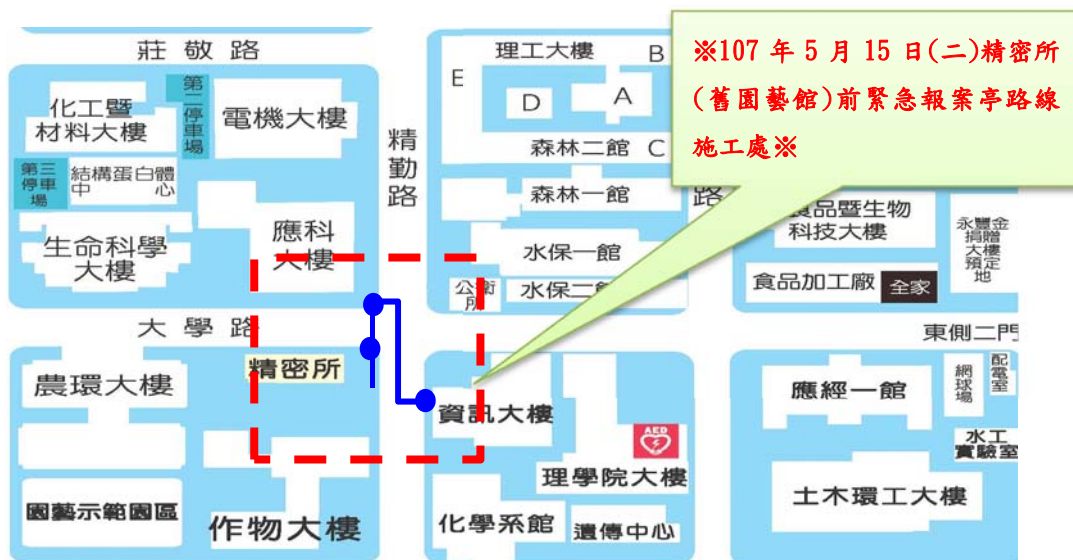 ※107 年 5 月 15 日(二)精密所
(舊園藝館)前緊急報案亭路線
施工處※
莊敬路
化工暨
材料大樓
第二停車場
電機大樓
第三
停車
場
結構蛋白體
中心
生命科學
大樓
應科
大樓
精勤路
理工大樓
B
E
D
A
森林二館
C
森林一館
水保一館
公衛
所
水保二
路
食品暨生物
科技大樓
永豐金
捐贈
大樓
預定
地
食品加工廠
全家
大學路
東側二門
農環大樓
精密所
園藝示範園區
作物大樓
資訊大樓
AED
理學院大樓
化學系館
遺傳中心
應經一館
網球場
配電室
水工
實驗室
土木環工大樓